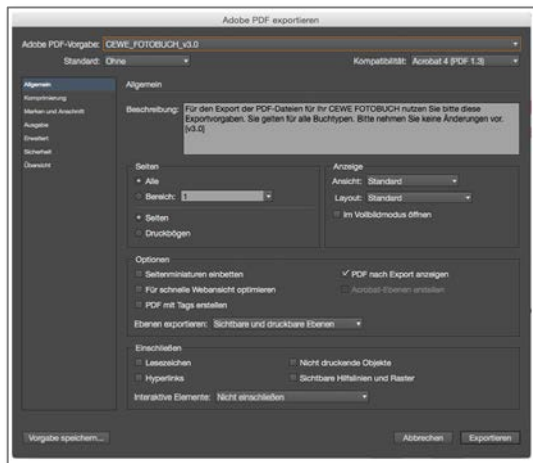 Adobe PDF exportieren
Adobe PDF-Vorgabe: CEWE_FOTOBUCH_v3.0
Standard: Ohne
Kompatibilität: Acrobat 4 (PDF 1.3)
Allgemein
Komprimierung
Marken und Anschnitt
Ausgabe
Erweitert
Sicherheit
Übersicht
Allgemein
Beschreibung: Für den Export der PDF-Dateien für Ihr CEWE FOTOBUCH nutzen Sie bitte diese
Exportvorgaben. Sie gelten für alle Buchtypen. Bitte nehmen Sie keine Änderungen vor.
[v3.0]
Seiten
Alle
Bereich: 1
Seiten
Druckbögen
Anzeige
Ansicht: Standard
Layout: Standard
Im Vollbildmodus öffnen
Optionen
Seitenminiaturen einbetten
Für schnelle Webansicht optimieren
PDF mit Tags erstellen
PDF nach Export anzeigen
Acrobat-Ebenen erstellen
Ebenen exportieren: Sichtbare und druckbare Ebenen
Einschließen
Lesezeichen
Hyperlinks
Nicht druckende Objekte
Sichtbare Hilfslinien und Raster
Interaktive Elemente: Nicht einschließen
Vorgabe speichern...
Abbrechen
Exportieren